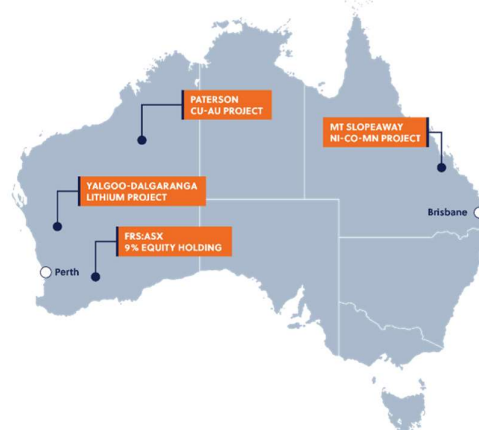 PATERSON
CU-AU PROJECT
MT SLOPEAWAY
NI-CO-MN PROJECT
YALGOO-DALGARANGA
LITHIUM PROJECT
Brisbane
FRS:ASX
9% EQUITY HOLDING
Perth